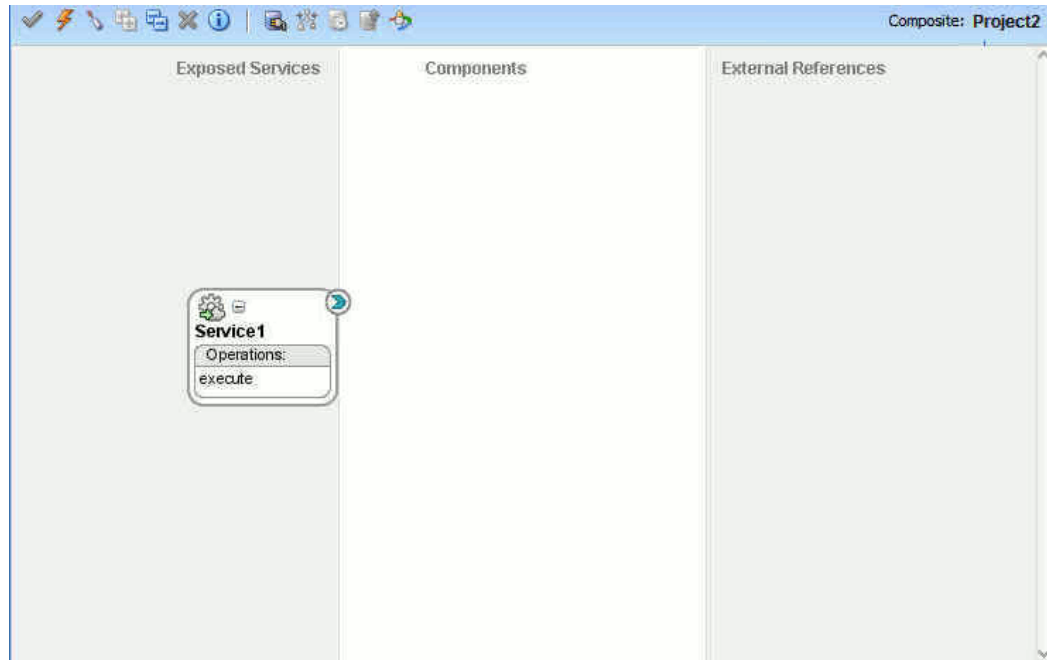 Composite: Project2
Exposed Services
Components
External References
Service1
Operations:
execute